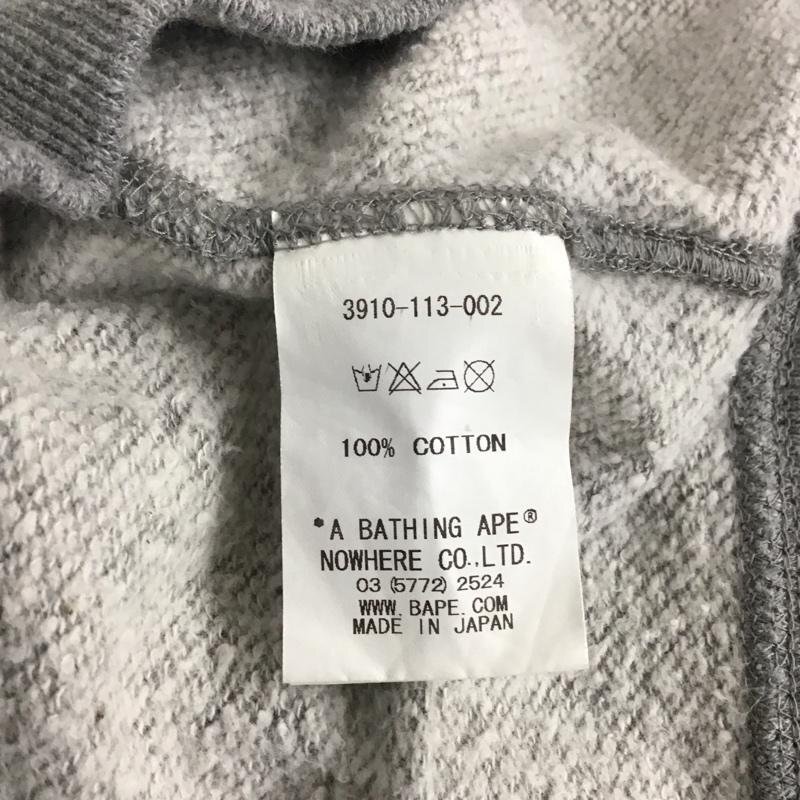 3910-113-002
100% COTTON
*A BATHING APE®
NOWHERE CO.,LTD.
03 (5772) 2524
WWW.BAPE.COM
MADE IN JAPAN